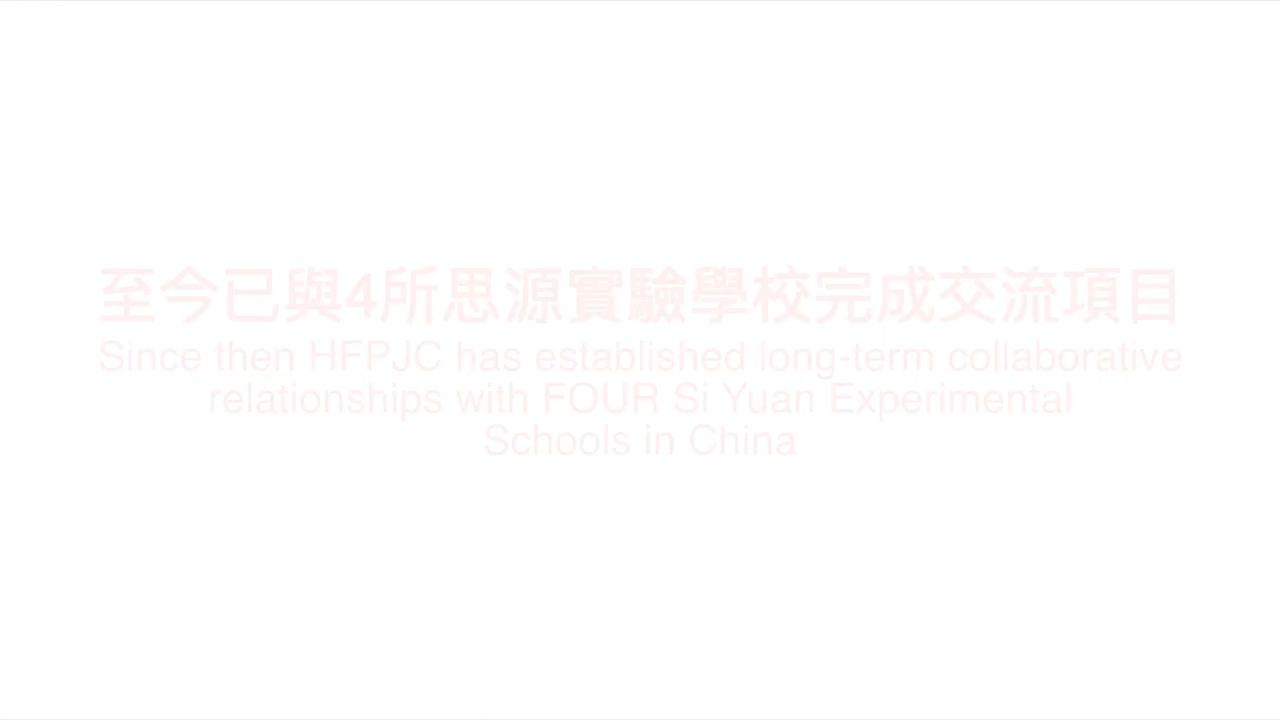 至今已與4所思源實驗學校完成交流項目
Since then HFPJC has established long-term collaborative
relationships with FOUR Si Yuan Experimental
Schools in China